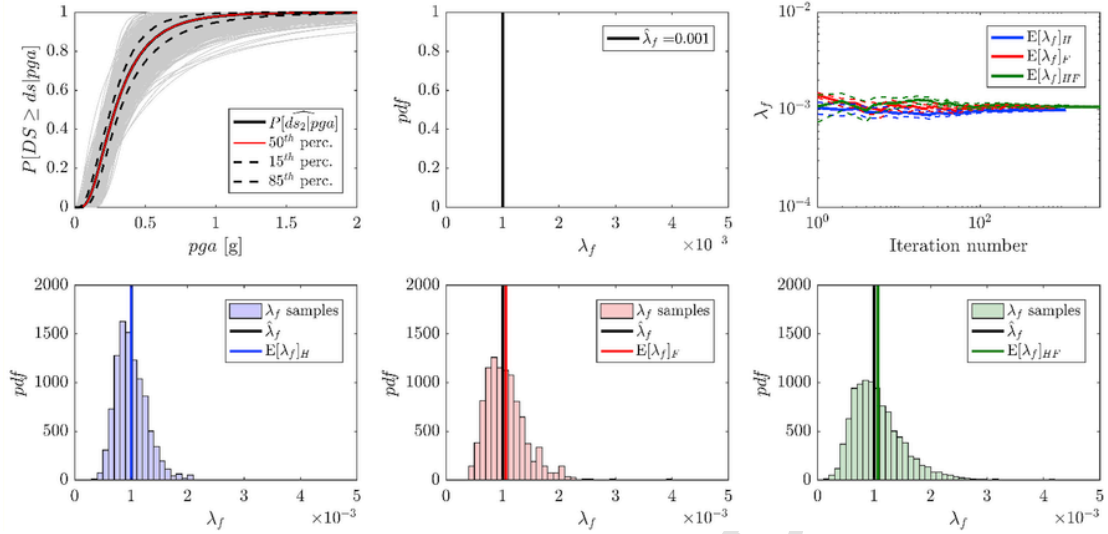 P[DS ≥ ds|pga]
1
0.8
0.6
0.4
0.2
0
0 0.5 1 1.5 2
pga [g]
P[ds₂|pga]
50ᵗʰ perc.
15ᵗʰ perc.
85ᵗʰ perc.
pdf
1
0.8
0.6
0.4
0.2
0
0 1 2 3 4 5
λf
×10⁻³
λ̂f =0.001
λf
10⁻²
10⁻³
10⁻⁴
10⁰ 10²
Iteration number
E[λf]H
E[λf]F
E[λf]HF
pdf
2000
1500
1000
500
0
0 1 2 3 4 5
λf
×10⁻³
λf samples
λ̂f
E[λf]H
pdf
2000
1500
1000
500
0
0 1 2 3 4 5
λf
×10⁻³
λf samples
λ̂f
E[λf]F
pdf
2000
1500
1000
500
0
0 1 2 3 4 5
λf
×10⁻³
λf samples
λ̂f
E[λf]HF